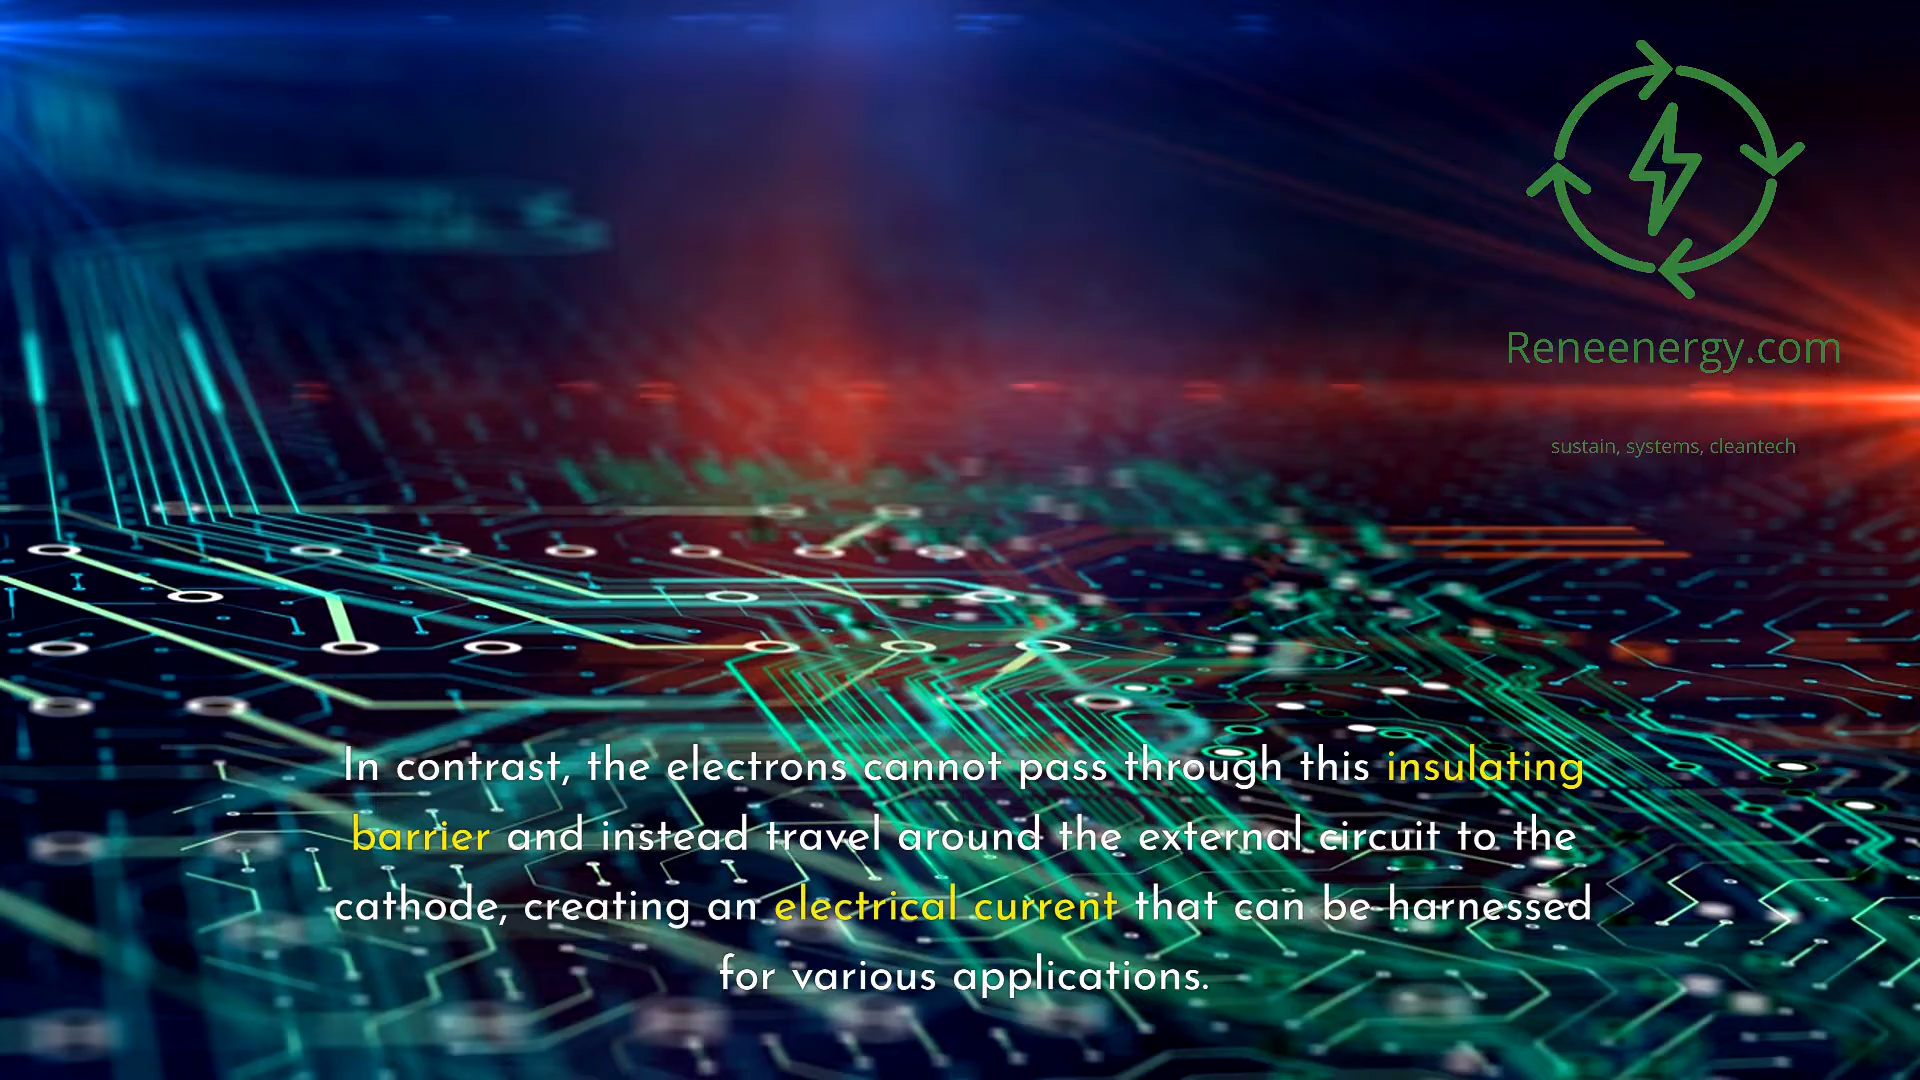 Reneenergy.com
sustain, systems, cleantech
In contrast, the electrons cannot pass through this insulating
barrier and instead travel around the external circuit to the
cathode, creating an electrical current that can be harnessed
for various applications.